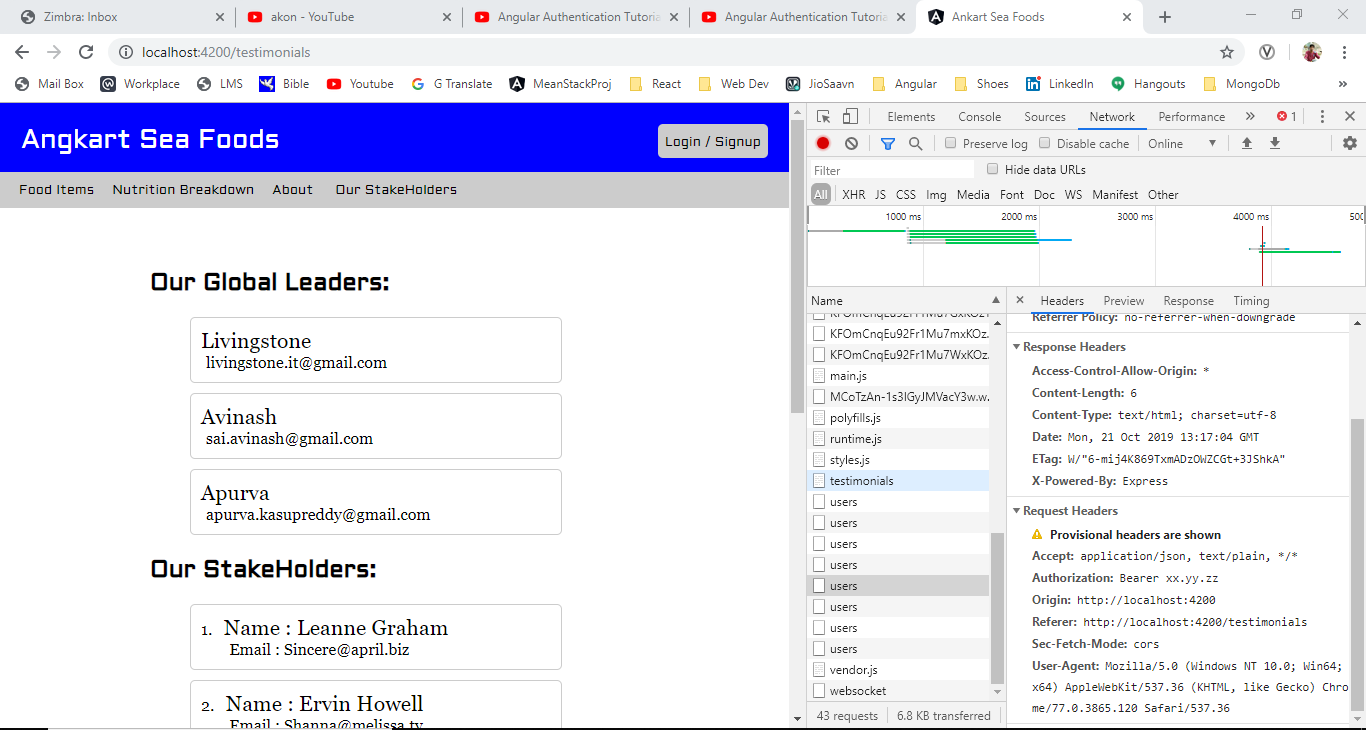 Zimbra: Inbox
akon - YouTube
Angular Authentication Tutoria
Angular Authentication Tutoria
Ankart Sea Foods
localhost:4200/testimonials
Mail Box
Workplace
LMS
Bible
Youtube
G Translate
MeanStackProj
React
Web Dev
JioSaavn
Angular
Shoes
LinkedIn
Hangouts
MongoDb
»
Angkart Sea Foods
Login / Signup
Food Items
Nutrition Breakdown
About
Our StakeHolders
Our Global Leaders:
Livingstone
livingstone.it@gmail.com
Avinash
sai.avinash@gmail.com
Apurva
apurva.kasupreddy@gmail.com
Our StakeHolders:
1. Name : Leanne Graham
Email : Sincere@april.biz
2. Name : Ervin Howell
Email : Shanna@melissa.tv
Elements
Console
Sources
Network
Performance
»
1
Preserve log
Disable cache
Online
Filter
Hide data URLs
All
XHR
JS
CSS
Img
Media
Font
Doc
WS
Manifest
Other
1000 ms
2000 ms
3000 ms
4000 ms
500
Name
KFOmCnqEu92Fr1Mu7mxKOz.
KFOmCnqEu92Fr1Mu7WxKOz.
main.js
MCoTzAn-1s3IGyJMVacY3w.w.
polyfills.js
runtime.js
styles.js
testimonials
users
users
users
users
users
users
users
users
vendor.js
websocket
43 requests
6.8 KB transferred
Headers
Preview
Response
Timing
Referrer Policy: no-referrer-when-downgrade
Response Headers
Access-Control-Allow-Origin: *
Content-Length: 6
Content-Type: text/html; charset=utf-8
Date: Mon, 21 Oct 2019 13:17:04 GMT
ETag: W/"6-mij4K869TxmADzOWZCGt+3JShkA"
X-Powered-By: Express
Request Headers
Provisional headers are shown
Accept: application/json, text/plain, */*
Authorization: Bearer xx.yy.zz
Origin: http://localhost:4200
Referer: http://localhost:4200/testimonials
Sec-Fetch-Mode: cors
User-Agent: Mozilla/5.0 (Windows NT 10.0; Win64;
x64) AppleWebKit/537.36 (KHTML, like Gecko) Chro
me/77.0.3865.120 Safari/537.36